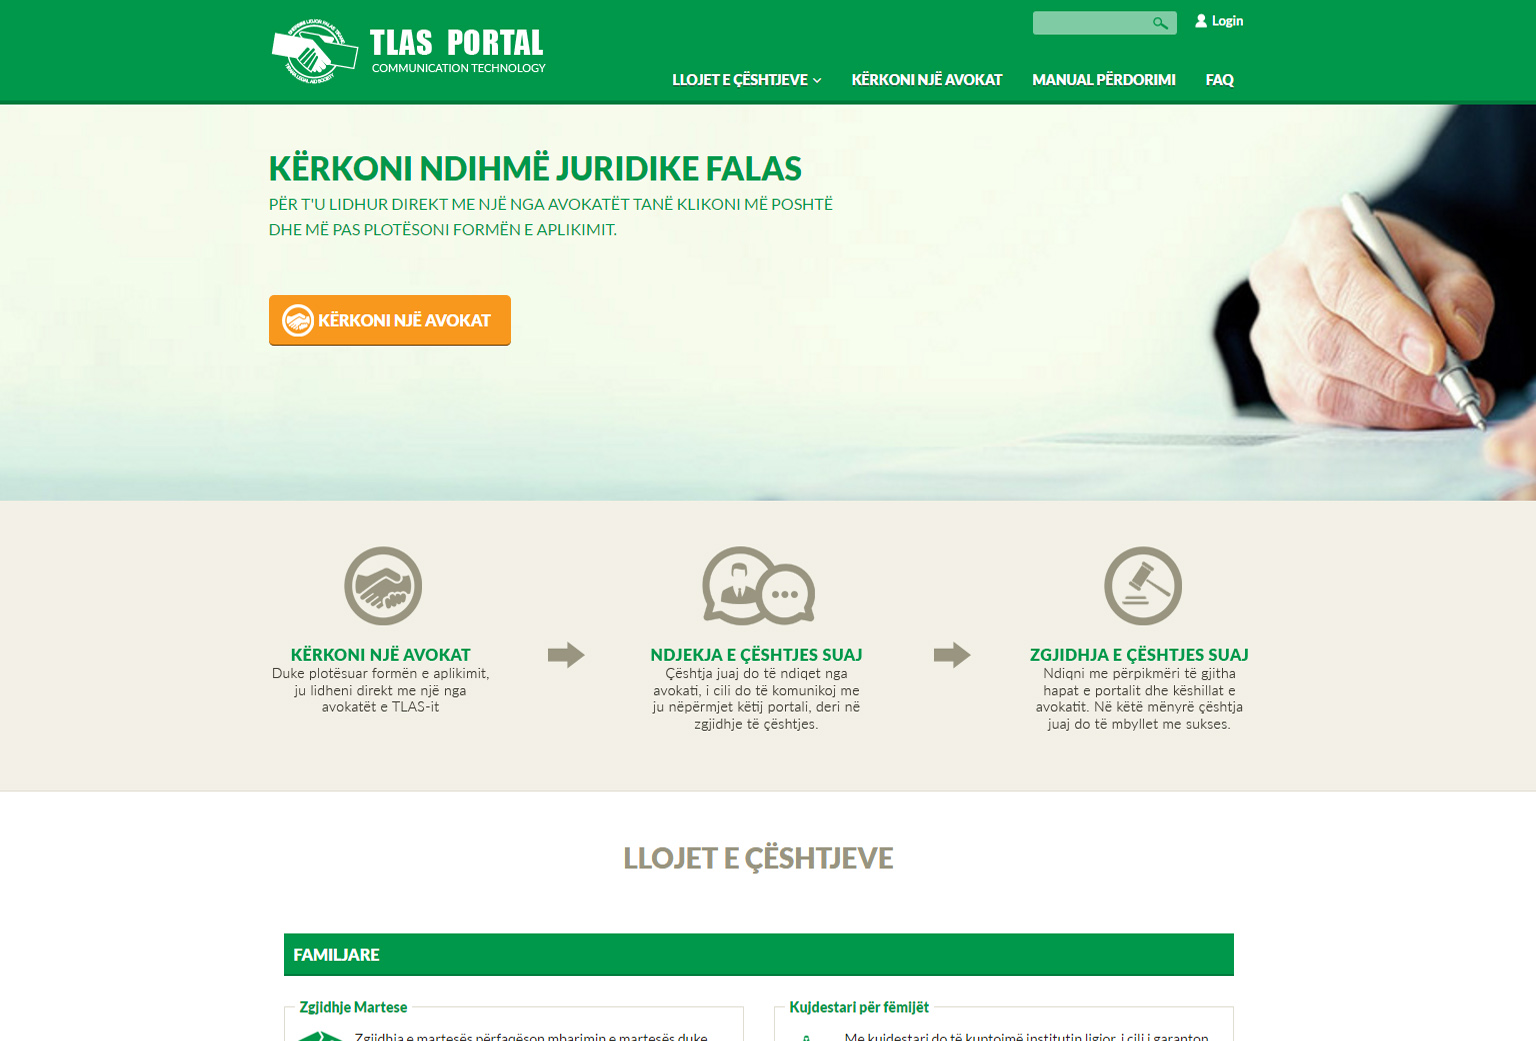 TLAS PORTAL
COMMUNICATION TECHNOLOGY
Login
LLOJET E ÇËSHTJEVE
KËRKONI NJË AVOKAT
MANUAL PËRDORIMI
FAQ
KËRKONI NDIHMË JURIDIKE FALAS
PËR T'U LIDHUR DIREKT ME NJË NGA AVOKATËT TANË KLIKONI MË POSHTË
DHE MË PAS PLOTËSONI FORMËN E APLIKIMIT.
KËRKONI NJË AVOKAT
KËRKONI NJË AVOKAT
Duke plotësuar formën e aplikimit,
ju lidheni direkt me një nga
avokatët e TLAS-it
NDJEKJA E ÇËSHTJES SUAJ
Çështja juaj do të ndiqet nga
avokati, i cili do të komunikoj me
ju nëpërmjet këtij portali, deri në
zgjidhje të çështjes.
ZGJIDHJA E ÇËSHTJES SUAJ
Ndiqni me përpikmëri të gjitha
hapat e portalit dhe këshillat e
avokatit. Në këtë mënyrë çështja
juaj do të mbyllet me sukses.
LLOJET E ÇËSHTJEVE
FAMILJARE
Zgjidhje Martese
Zgjidhja e martesës përfaqëson mbarimin e martesës duke
Kujdestari për fëmijët
Me kujdestari do të kuptojmë institutin ligjor, i cili i garanton